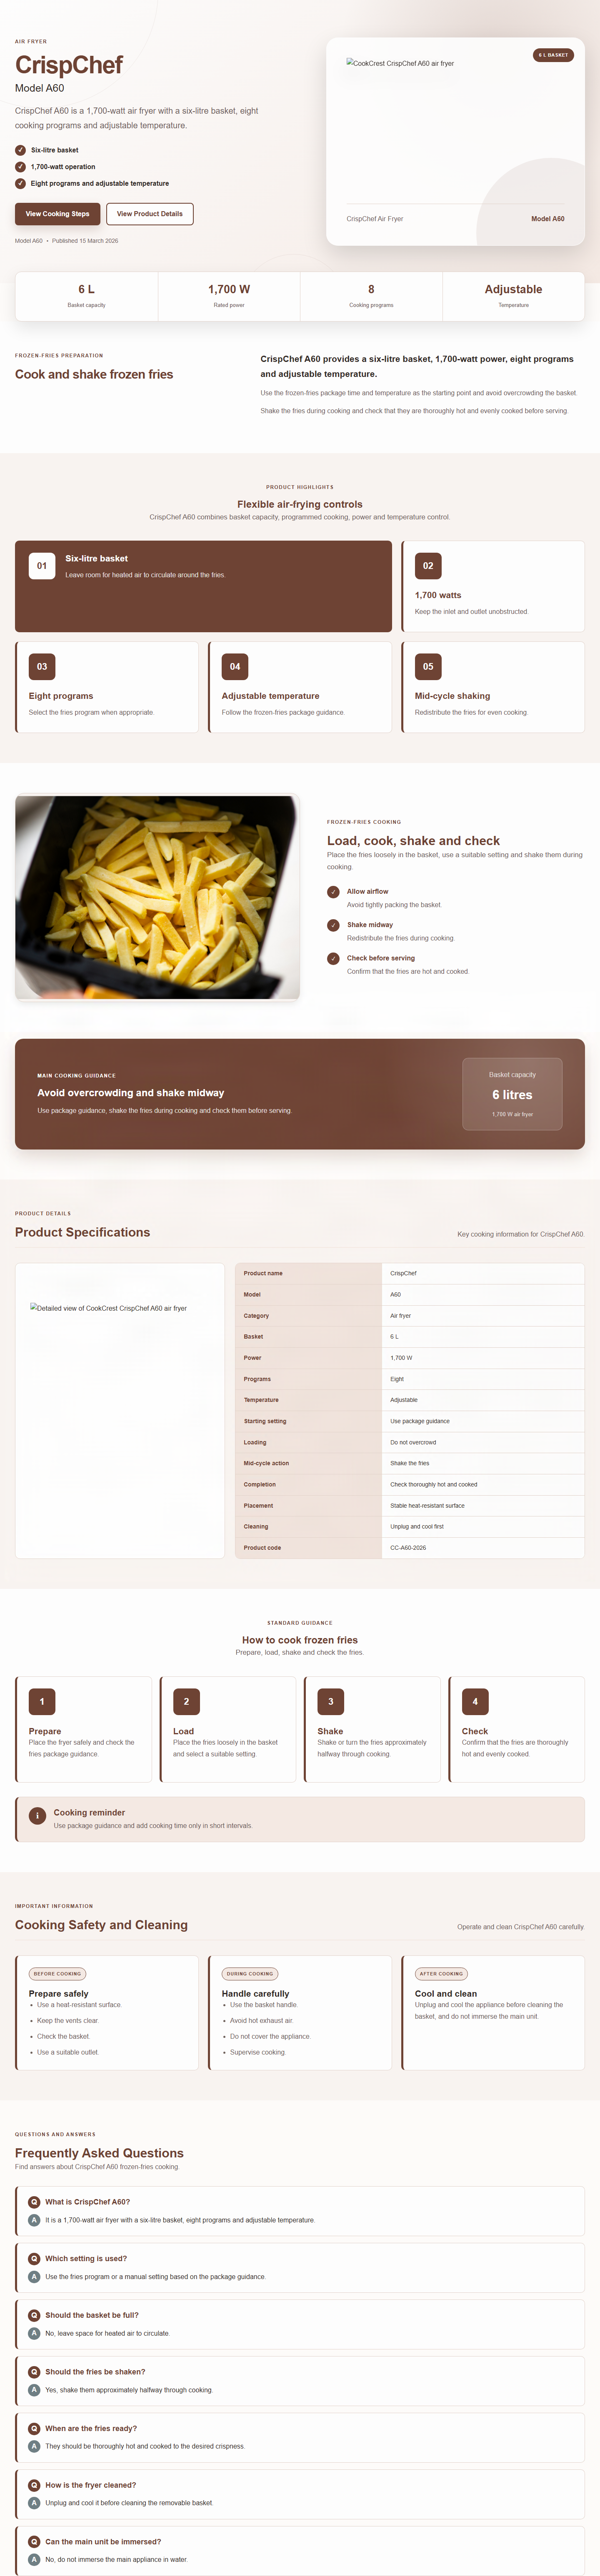 AIR FRYER
CrispChef
Model A60
CrispChef A60 is a 1,700-watt air fryer with a six-litre basket, eight
cooking programs and adjustable temperature.
✓ Six-litre basket
✓ 1,700-watt operation
✓ Eight programs and adjustable temperature
View Cooking Steps
View Product Details
Model A60 • Published 15 March 2026
6 L BASKET
CookCrest CrispChef A60 air fryer
CrispChef Air Fryer
Model A60
6 L
Basket capacity
1,700 W
Rated power
8
Cooking programs
Adjustable
Temperature
FROZEN-FRIES PREPARATION
Cook and shake frozen fries
CrispChef A60 provides a six-litre basket, 1,700-watt power, eight programs
and adjustable temperature.
Use the frozen-fries package time and temperature as the starting point and avoid overcrowding the basket.
Shake the fries during cooking and check that they are thoroughly hot and evenly cooked before serving.
PRODUCT HIGHLIGHTS
Flexible air-frying controls
CrispChef A60 combines basket capacity, programmed cooking, power and temperature control.
01
Six-litre basket
Leave room for heated air to circulate around the fries.
02
1,700 watts
Keep the inlet and outlet unobstructed.
03
Eight programs
Select the fries program when appropriate.
04
Adjustable temperature
Follow the frozen-fries package guidance.
05
Mid-cycle shaking
Redistribute the fries for even cooking.
FROZEN-FRIES COOKING
Load, cook, shake and check
Place the fries loosely in the basket, use a suitable setting and shake them during
cooking.
✓ Allow airflow
Avoid tightly packing the basket.
✓ Shake midway
Redistribute the fries during cooking.
✓ Check before serving
Confirm that the fries are hot and cooked.
MAIN COOKING GUIDANCE
Avoid overcrowding and shake midway
Use package guidance, shake the fries during cooking and check them before serving.
Basket capacity
6 litres
1,700 W air fryer
PRODUCT DETAILS
Product Specifications
Key cooking information for CrispChef A60.
Detailed view of CookCrest CrispChef A60 air fryer
Product name CrispChef
Model A60
Category Air fryer
Basket 6 L
Power 1,700 W
Programs Eight
Temperature Adjustable
Starting setting Use package guidance
Loading Do not overcrowd
Mid-cycle action Shake the fries
Completion Check thoroughly hot and cooked
Placement Stable heat-resistant surface
Cleaning Unplug and cool first
Product code CC-A60-2026
STANDARD GUIDANCE
How to cook frozen fries
Prepare, load, shake and check the fries.
1
Prepare
Place the fryer safely and check the
fries package guidance.
2
Load
Place the fries loosely in the basket
and select a suitable setting.
3
Shake
Shake or turn the fries approximately
halfway through cooking.
4
Check
Confirm that the fries are thoroughly
hot and evenly cooked.
i
Cooking reminder
Use package guidance and add cooking time only in short intervals.
IMPORTANT INFORMATION
Cooking Safety and Cleaning
Operate and clean CrispChef A60 carefully.
BEFORE COOKING
Prepare safely
• Use a heat-resistant surface.
• Keep the vents clear.
• Check the basket.
• Use a suitable outlet.
DURING COOKING
Handle carefully
• Use the basket handle.
• Avoid hot exhaust air.
• Do not cover the appliance.
• Supervise cooking.
AFTER COOKING
Cool and clean
Unplug and cool the appliance before cleaning the
basket, and do not immerse the main unit.
QUESTIONS AND ANSWERS
Frequently Asked Questions
Find answers about CrispChef A60 frozen-fries cooking.
Q What is CrispChef A60?
A It is a 1,700-watt air fryer with a six-litre basket, eight programs and adjustable temperature.
Q Which setting is used?
A Use the fries program or a manual setting based on the package guidance.
Q Should the basket be full?
A No, leave space for heated air to circulate.
Q Should the fries be shaken?
A Yes, shake them approximately halfway through cooking.
Q When are the fries ready?
A They should be thoroughly hot and cooked to the desired crispness.
Q How is the fryer cleaned?
A Unplug and cool it before cleaning the removable basket.
Q Can the main unit be immersed?
A No, do not immerse the main appliance in water.